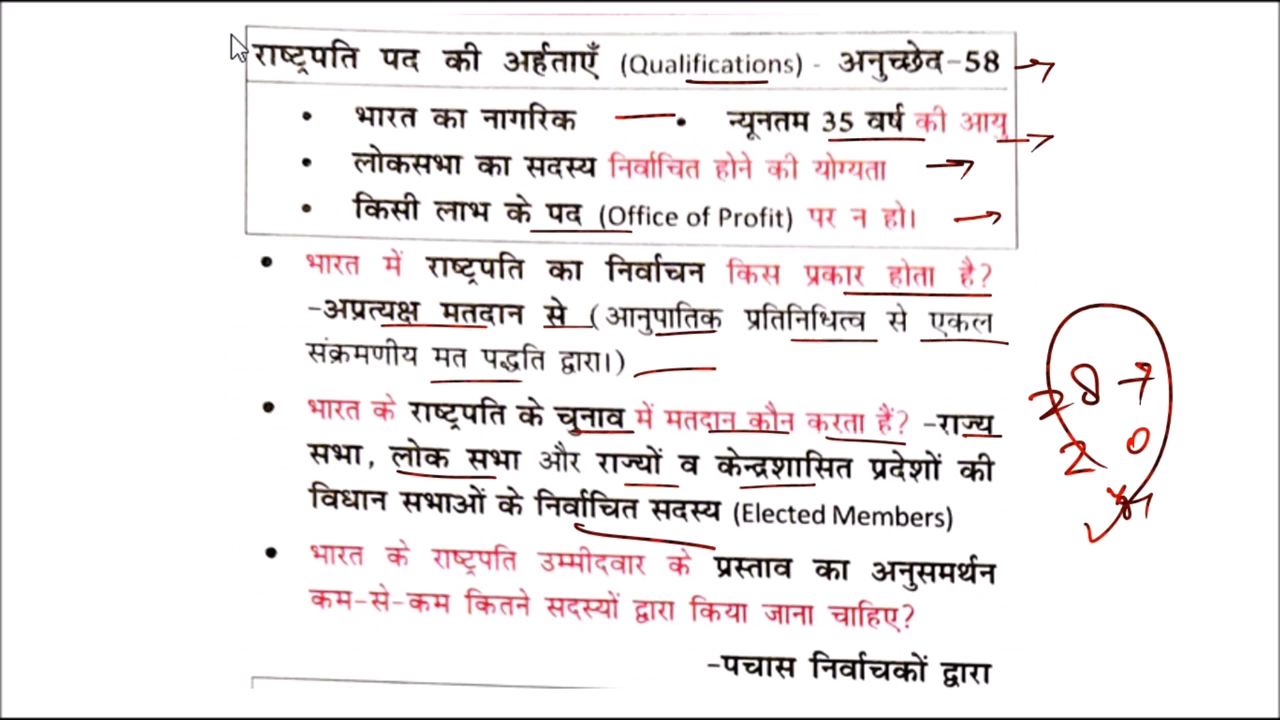 राष्ट्रपति पद की अर्हताएँ (Qualifications) - अनुच्छेद-58
• भारत का नागरिक • न्यूनतम 35 वर्ष की आयु
• लोकसभा का सदस्य निर्वाचित होने की योग्यता
• किसी लाभ के पद (Office of Profit) पर न हो।
• भारत में राष्ट्रपति का निर्वाचन किस प्रकार होता है?
-अप्रत्यक्ष मतदान से (आनुपातिक प्रतिनिधित्व से एकल
संक्रमणीय मत पद्धति द्वारा।)
• भारत के राष्ट्रपति के चुनाव में मतदान कौन करता हैं? -राज्य
सभा, लोक सभा और राज्यों व केन्द्रशासित प्रदेशों की
विधान सभाओं के निर्वाचित सदस्य (Elected Members)
• भारत के राष्ट्रपति उम्मीदवार के प्रस्ताव का अनुसमर्थन
कम-से-कम कितने सदस्यों द्वारा किया जाना चाहिए?
-पचास निर्वाचकों द्वारा
287
20